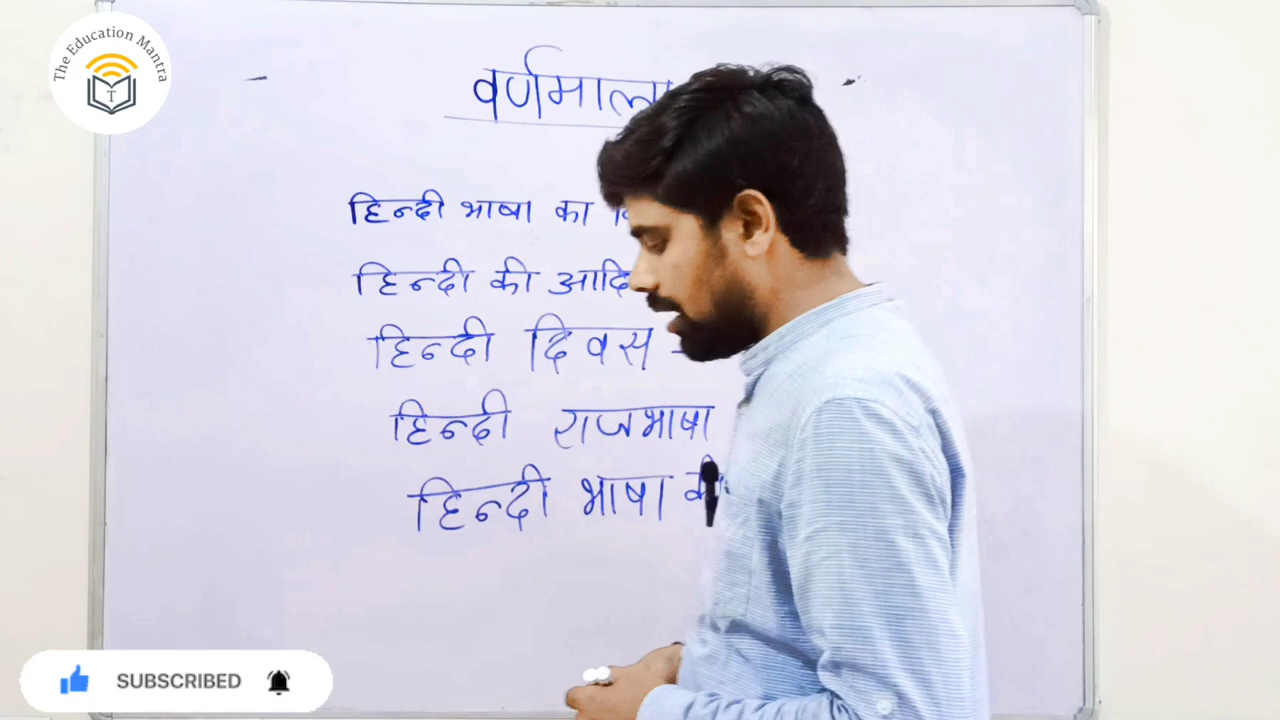 The Education Mantra
T
वर्णमाला
हिन्दी भाषा का
हिन्दी की आदि
हिन्दी दिवस -
हिन्दी राजभाषा
हिन्दी भाषा की
SUBSCRIBED